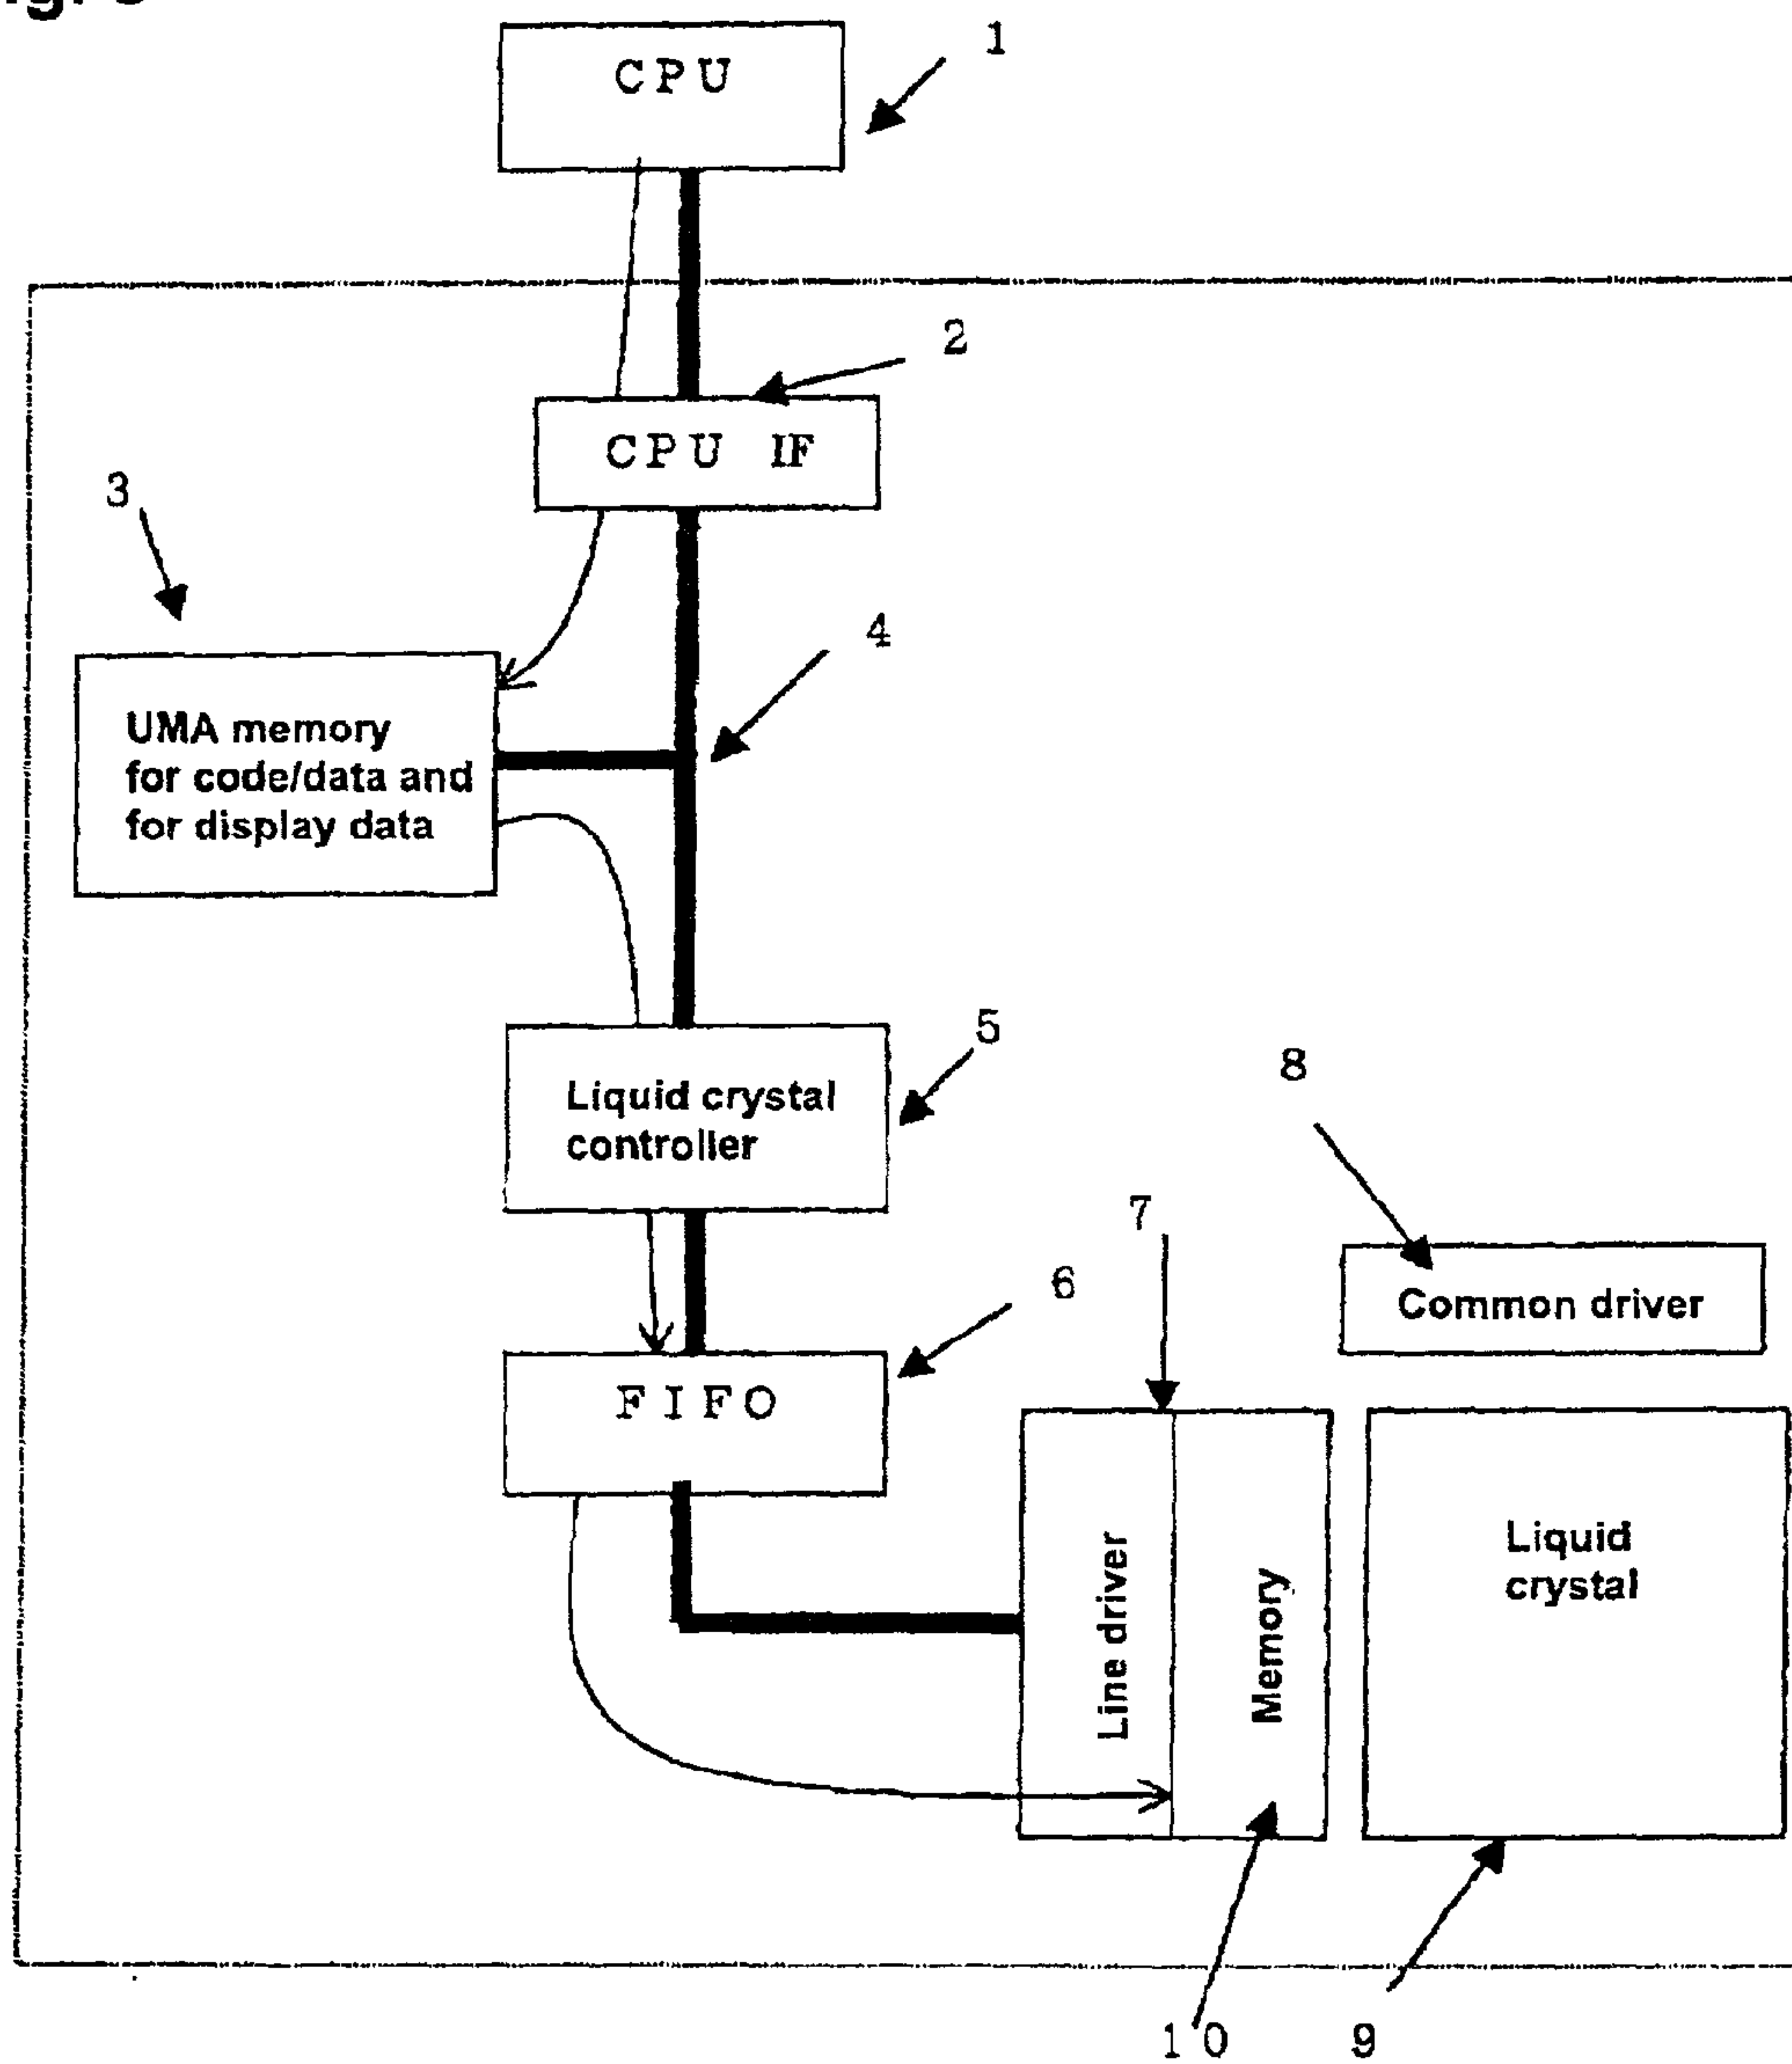 1
CPU
2
CPU IF
3
4
UMA memory
for code/data and
for display data
5
8
Liquid crystal
controller
7
6
Common driver
FIFO
Line driver
Memory
Liquid
crystal
10
9